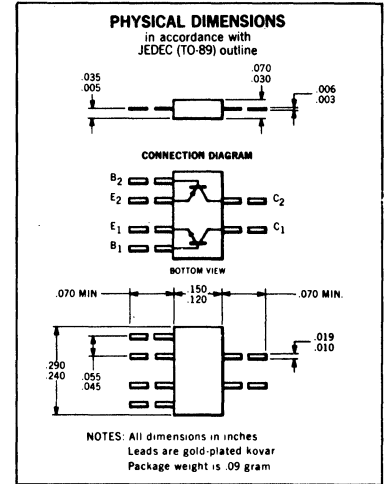 PHYSICAL DIMENSIONS
in accordance with
JEDEC (TO-89) outline
.035
.005
.070
.030
.006
.003
CONNECTION DIAGRAM
B2
E2
C2
E1
C1
B1
BOTTOM VIEW
.070 MIN
.150
.120
.070 MIN.
.019
.010
.290
.240
.055
.045
NOTES: All dimensions in inches
Leads are gold-plated kovar
Package weight is .09 gram